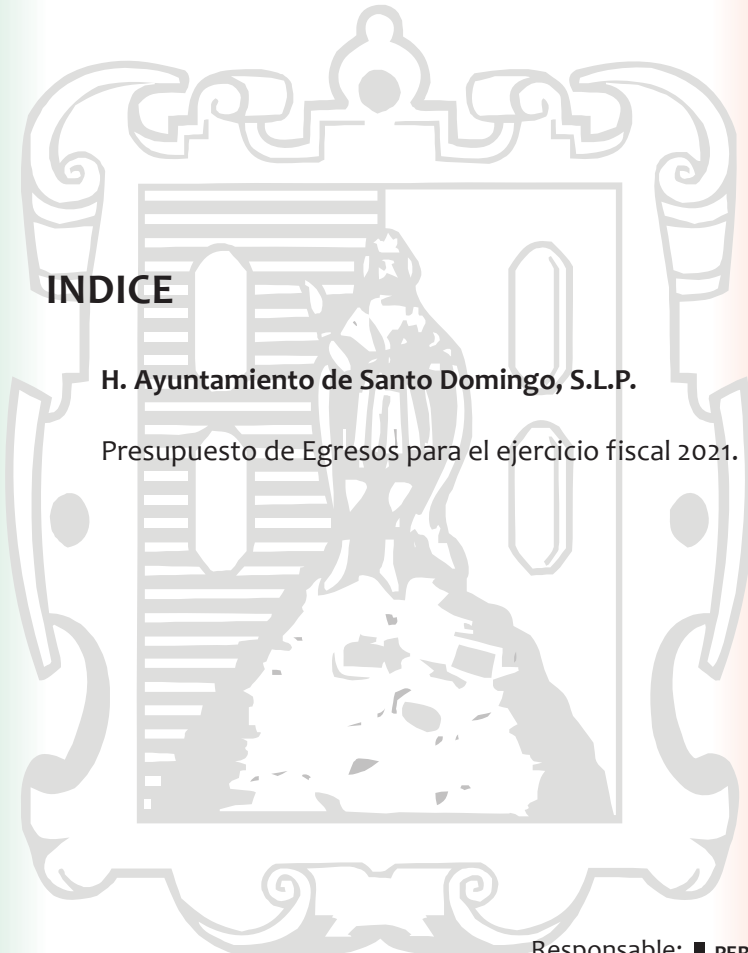 INDICE
H. Ayuntamiento de Santo Domingo, S.L.P.
Presupuesto de Egresos para el ejercicio fiscal 2021.
Responsable: